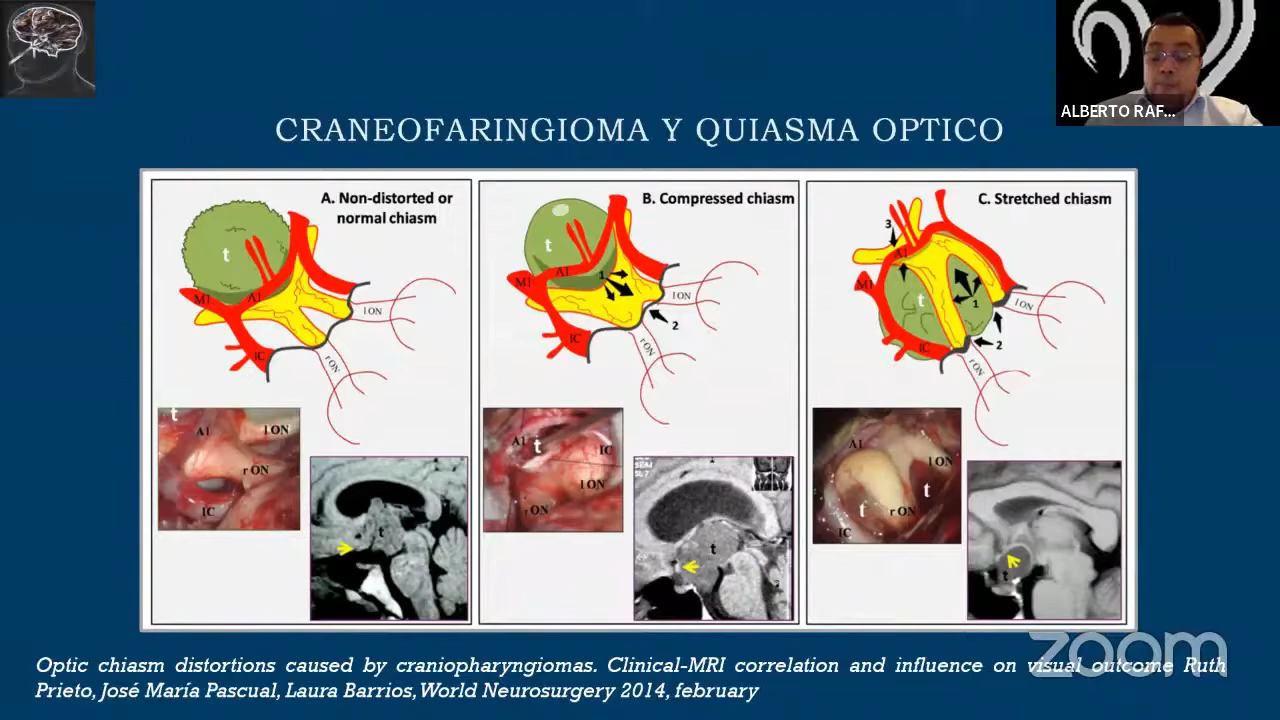 ALBERTO RAF...
CRANEOFARINGIOMA Y QUIASMA OPTICO
A. Non-distorted or
normal chiasm
t
M1
A1
l ON
IC
r ON
t
A1
l ON
r ON
IC
t
B. Compressed chiasm
t
M1
A1
1
l ON
2
IC
r ON
A1
t
IC
l ON
r ON
SL 7
t
C. Stretched chiasm
3
A1
M1
t
1
l ON
IC
2
r ON
A1
l ON
t
t
r ON
IC
t
zoom
Optic chiasm distortions caused by craniopharyngiomas. Clinical-MRI correlation and influence on visual outcome Ruth
Prieto, José María Pascual, Laura Barrios, World Neurosurgery 2014, february